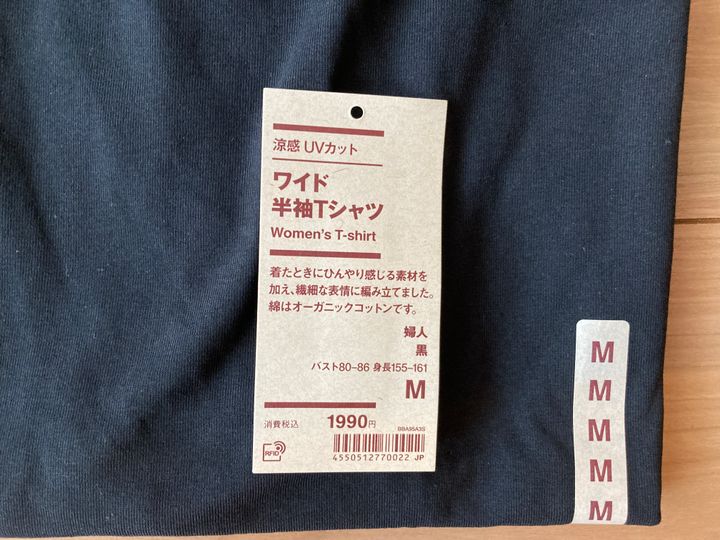 涼感 UVカット
ワイド
半袖Tシャツ
Women's T-shirt
着たときにひんやり感じる素材を
加え、繊細な表情に編み立てました。
綿はオーガニックコットンです。
婦人
黒
バスト80–86 身長155–161
M
消費税込 1990円
BBA95A3S
RFID
4550512770022 JP
M
M
M
M
M